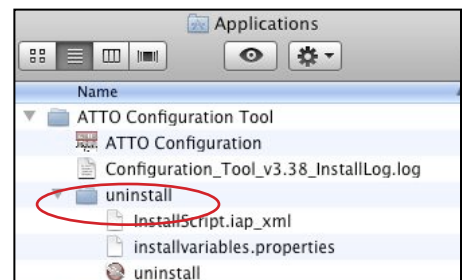 Applications
Name
ATTO Configuration Tool
ATTO Configuration
Configuration_Tool_v3.38_InstallLog.log
uninstall
InstallScript.iap_xml
installvariables.properties
uninstall